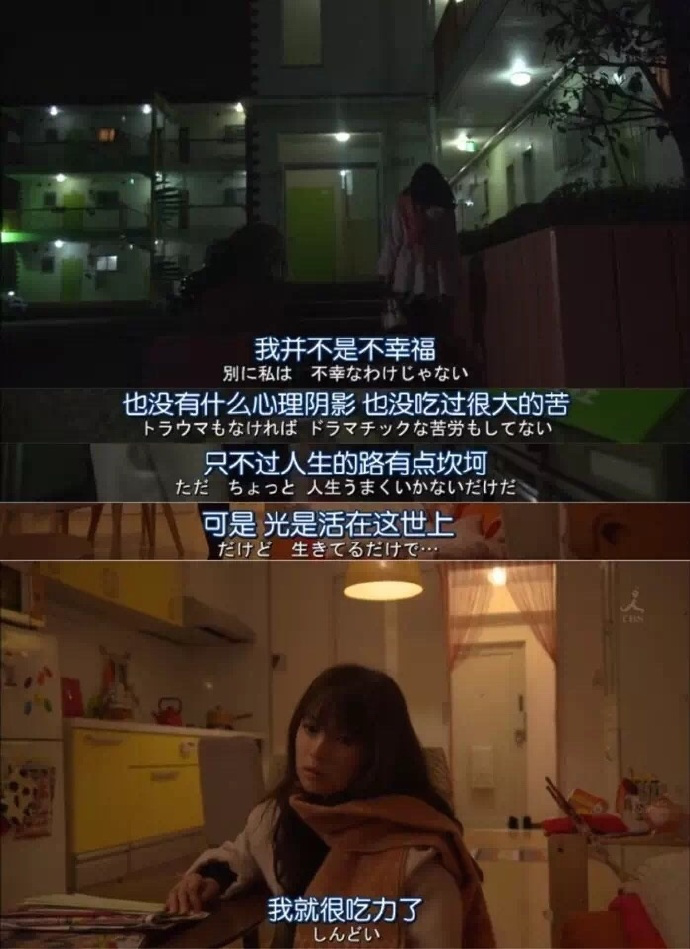 我并不是不幸福
別に私は 不幸なわけじゃない
也没有什么心理阴影 也没吃过很大的苦
トラウマもなければ ドラマチックな苦労もしてない
只不过人生的路有点坎坷
ただ ちょっと 人生うまくいかないだけだ
可是 光是活在这世上
だけど 生きてるだけで…
TBS
我就很吃力了
しんどい